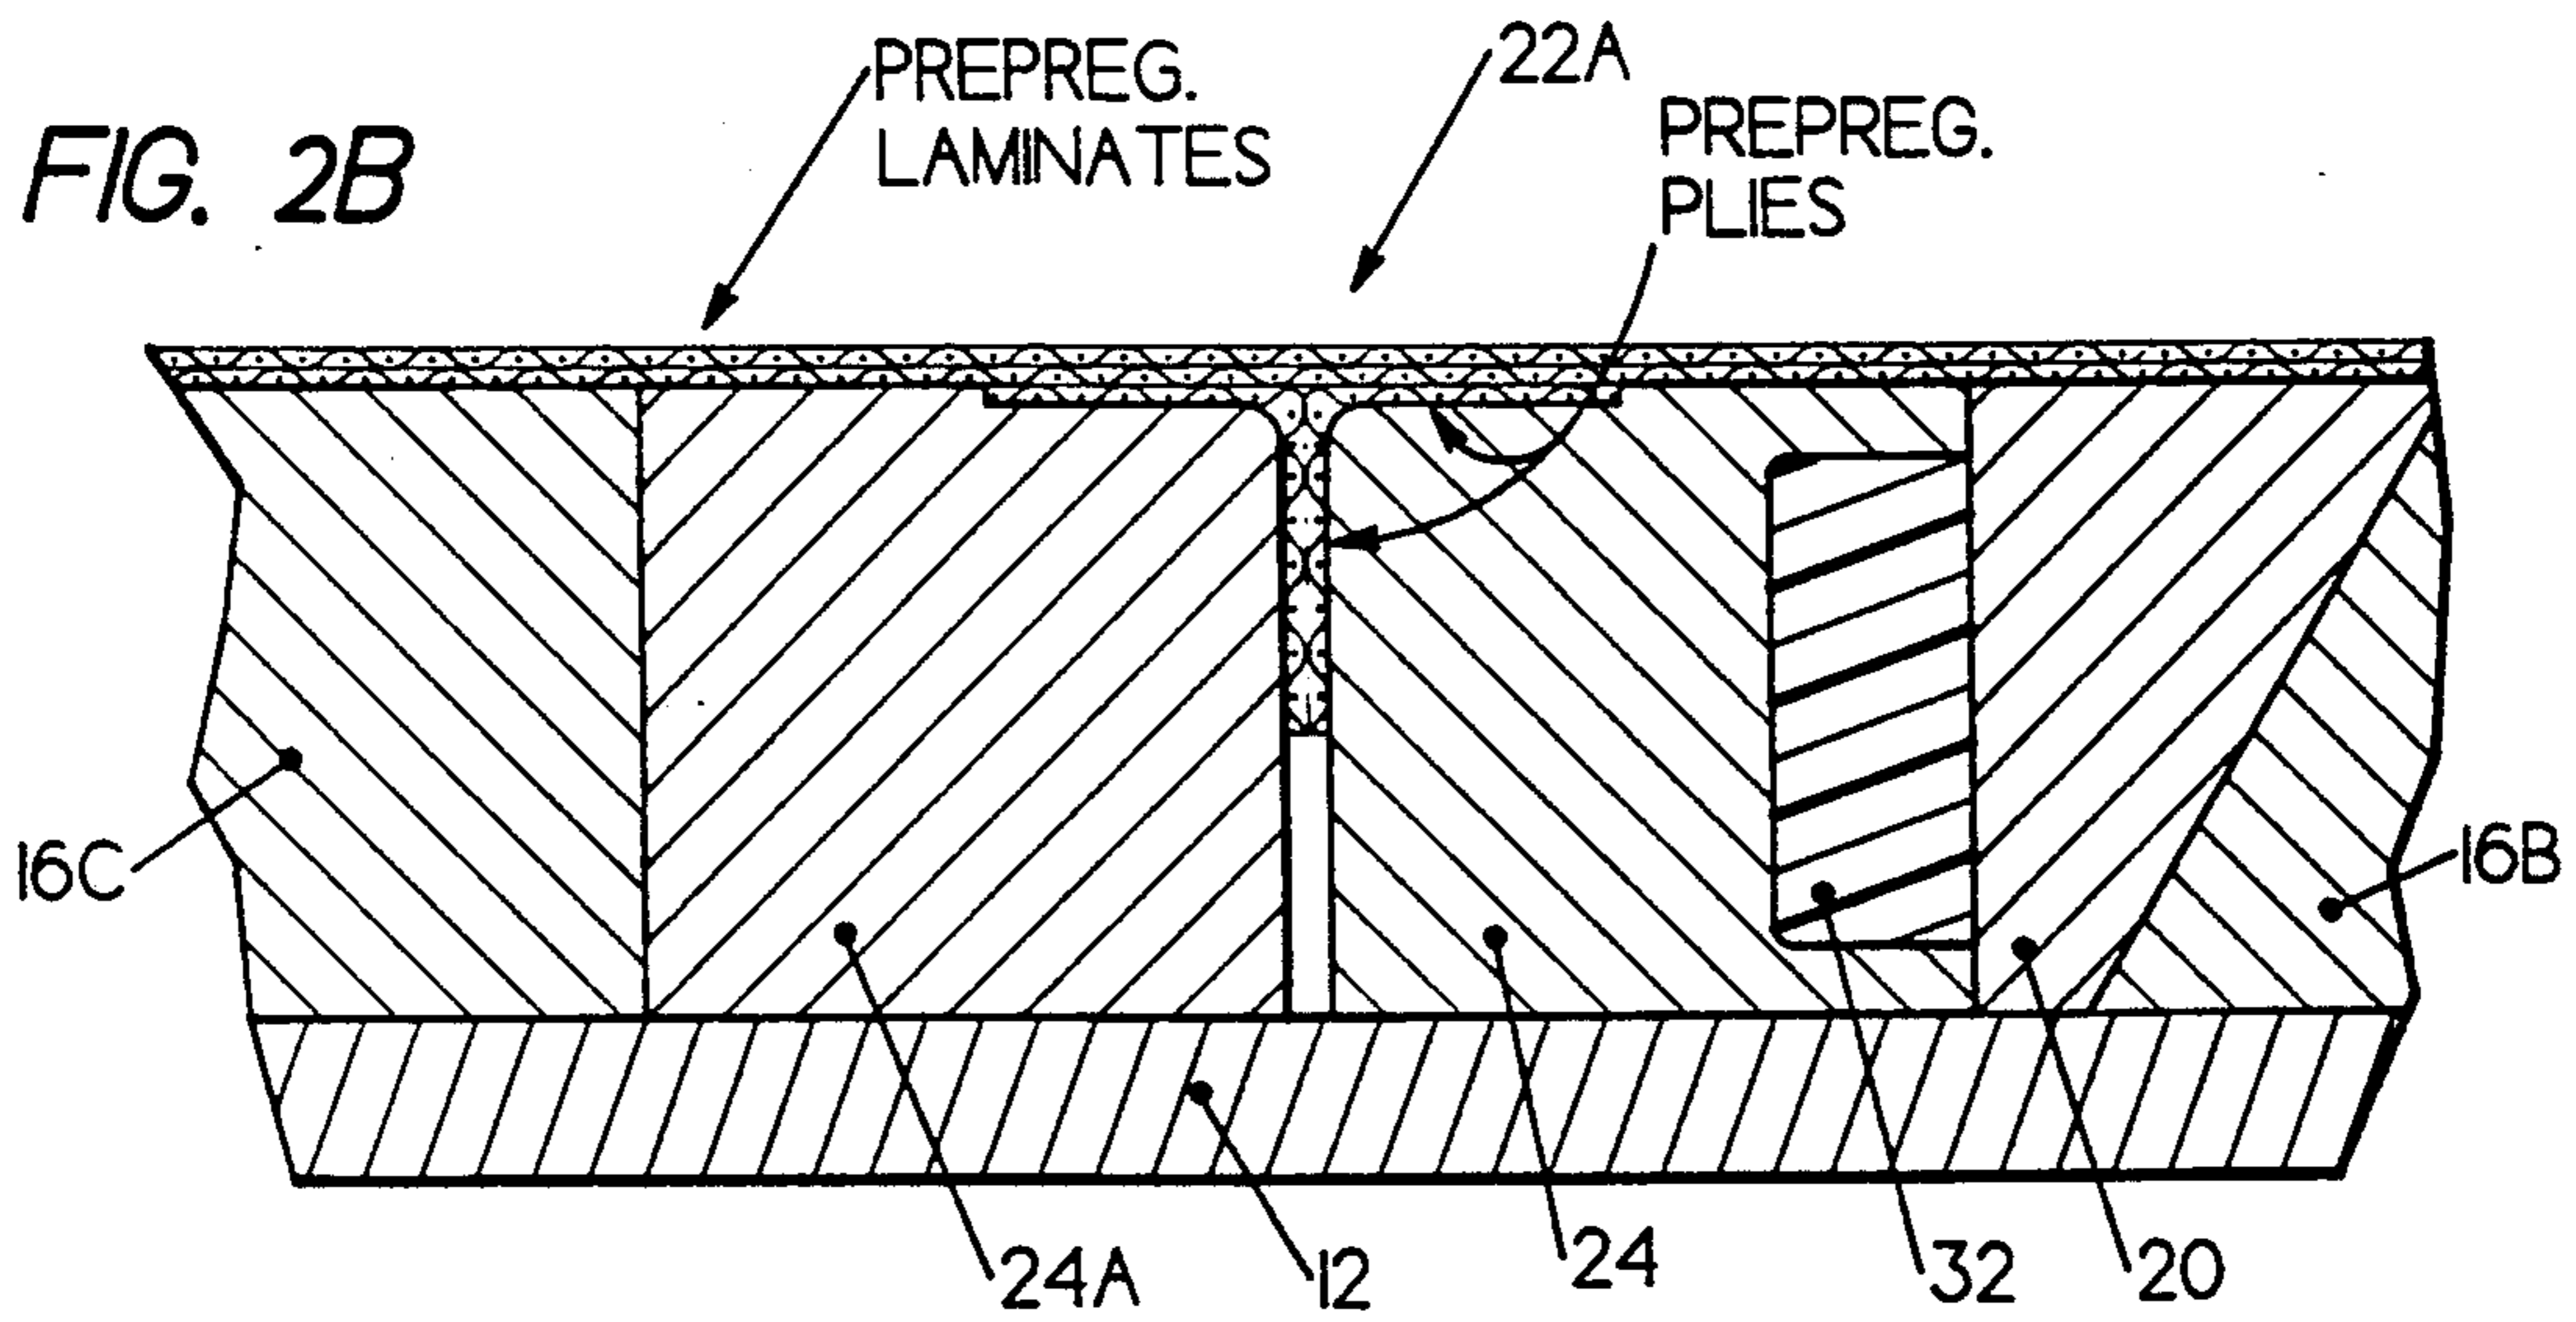 FIG. 2B
PREPREG.
LAMINATES
22A
PREPREG.
PLIES
16C
16B
24A
12
24
32
20